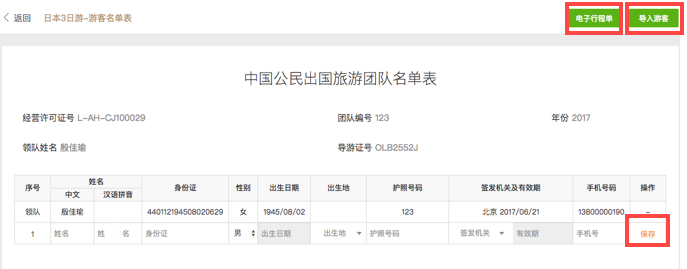 返回 日本3日游-游客名单表 电子行程单 导入游客
中国公民出国旅游团队名单表
经营许可证号 L-AH-CJ100029 团队编号 123 年份 2017
领队姓名 殷佳瑜 导游证号 OLB2552J
序号 姓名 身份证 性别 出生日期 出生地 护照号码 签发机关及有效期 手机号码 操作
中文 汉语拼音
领队 殷佳瑜 440112194508020629 女 1945/08/02 123 北京 2017/06/21 13800000190 –
1 姓名 姓 名 身份证 男 出生日期 出生地 护照号码 签发机关 有效期 手机号 保存